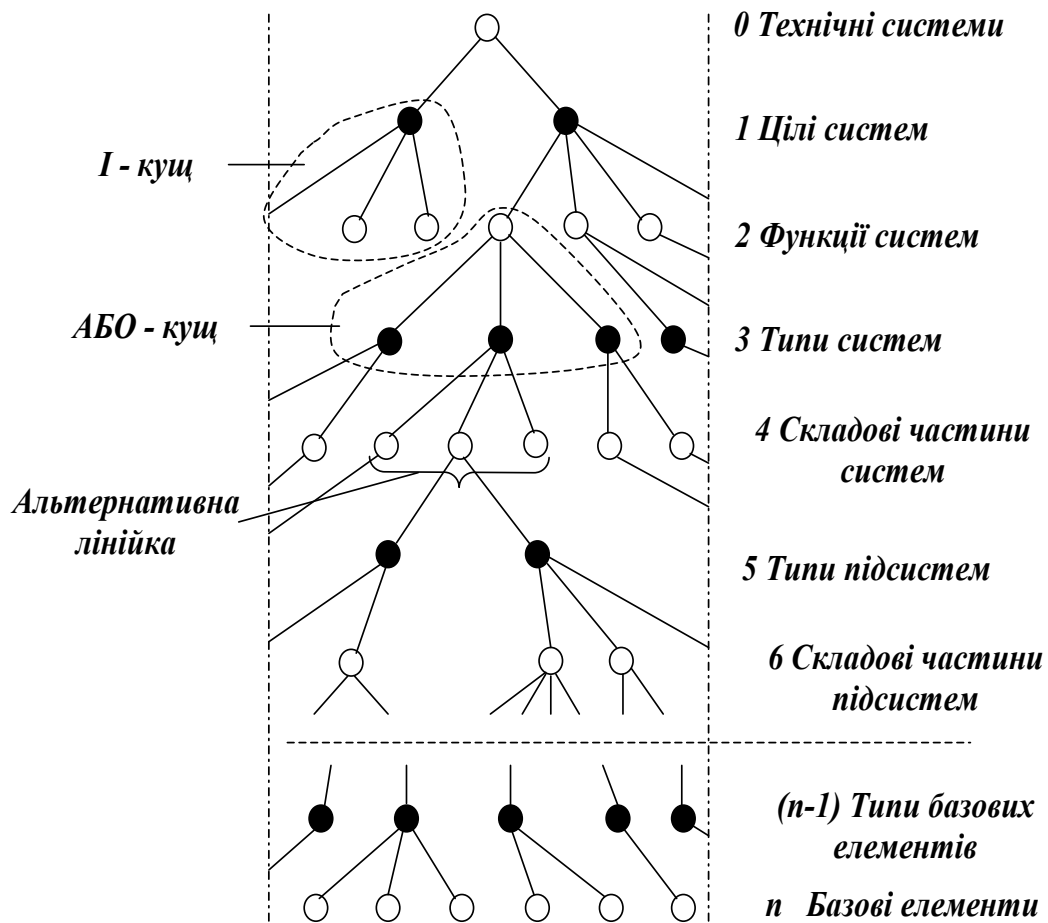 0 Технічні системи
1 Цілі систем
І - кущ
2 Функції систем
АБО - кущ
3 Типи систем
4 Складові частини
систем
Альтернативна
лінійка
5 Типи підсистем
6 Складові частини
підсистем
(n-1) Типи базових
елементів
n Базові елементи